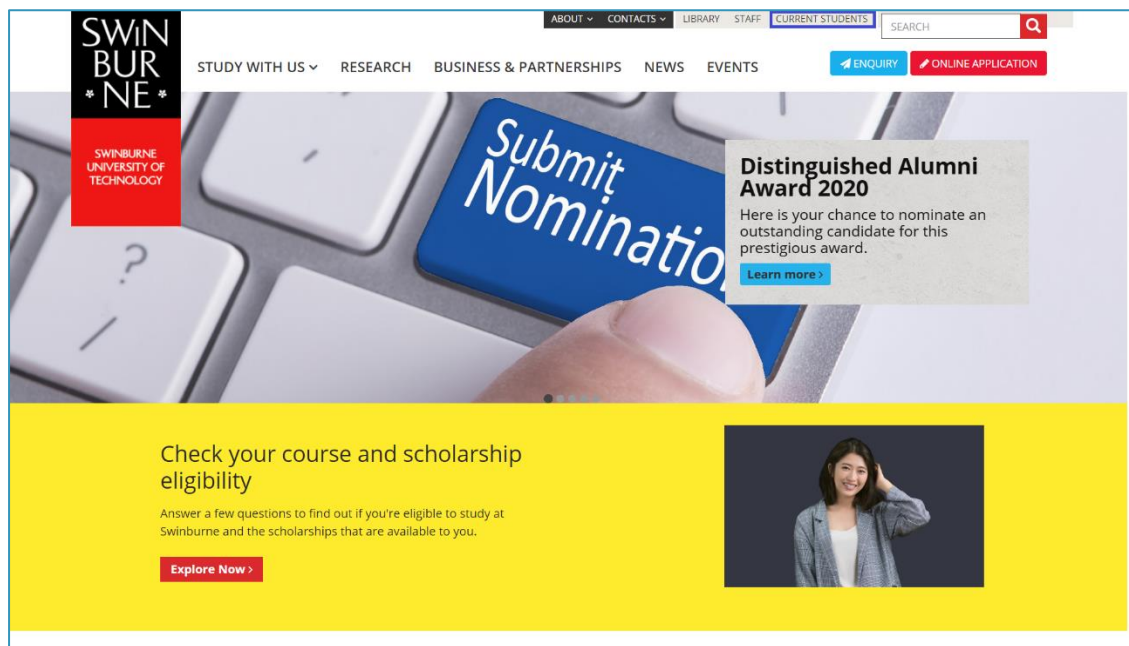 SWiN
BUR
* NE *
SWINBURNE
UNIVERSITY OF
TECHNOLOGY
ABOUT CONTACTS LIBRARY STAFF CURRENT STUDENTS
SEARCH
STUDY WITH US RESEARCH BUSINESS & PARTNERSHIPS NEWS EVENTS
ENQUIRY ONLINE APPLICATION
?
/
Submit
Nominatio
Distinguished Alumni
Award 2020
Here is your chance to nominate an
outstanding candidate for this
prestigious award.
Learn more >
Check your course and scholarship
eligibility
Answer a few questions to find out if you're eligible to study at
Swinburne and the scholarships that are available to you.
Explore Now >